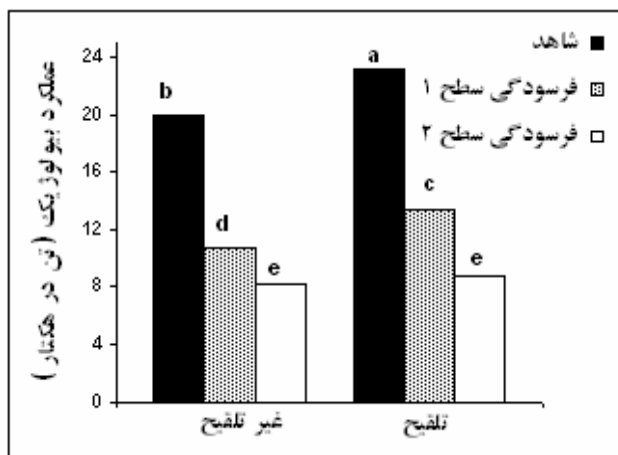 عملکرد بیولوژیک (تن در هکتار)
24
20
16
12
8
4
0
b
d
e
a
c
e
غیر تلقیح
تلقیح
شاهد
فرسودگی سطح ۱
فرسودگی سطح ۲